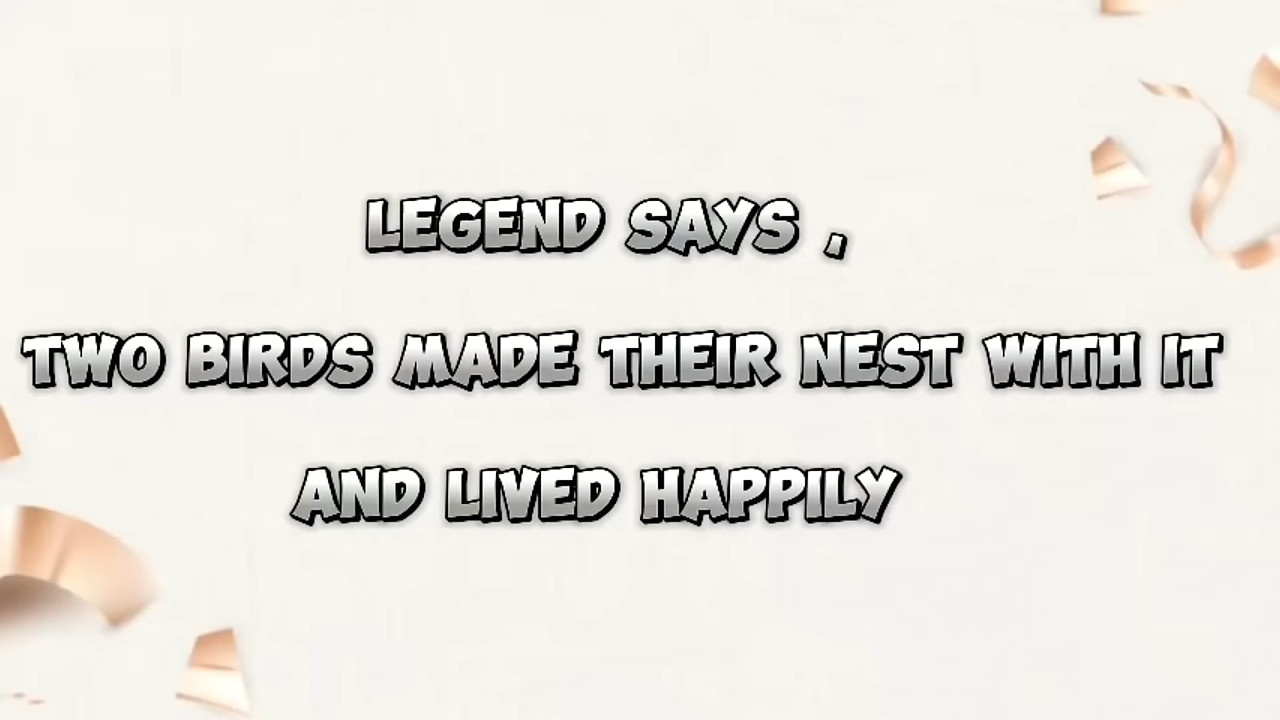 LEGEND SAYS ,
TWO BIRDS MADE THEIR NEST WITH IT
AND LIVED HAPPILY